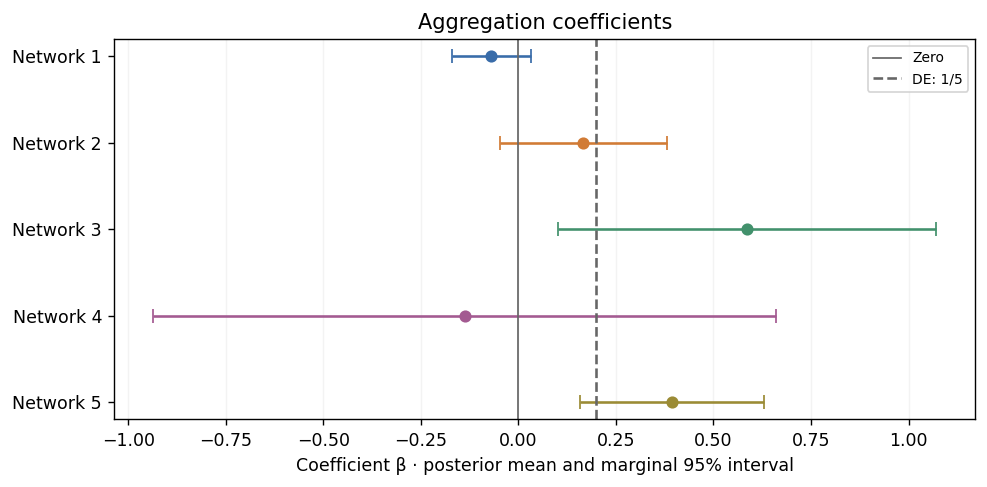 Aggregation coefficients
Network 1
Network 2
Network 3
Network 4
Network 5
Zero
DE: 1/5
−1.00 −0.75 −0.50 −0.25 0.00 0.25 0.50 0.75 1.00
Coefficient β · posterior mean and marginal 95% interval